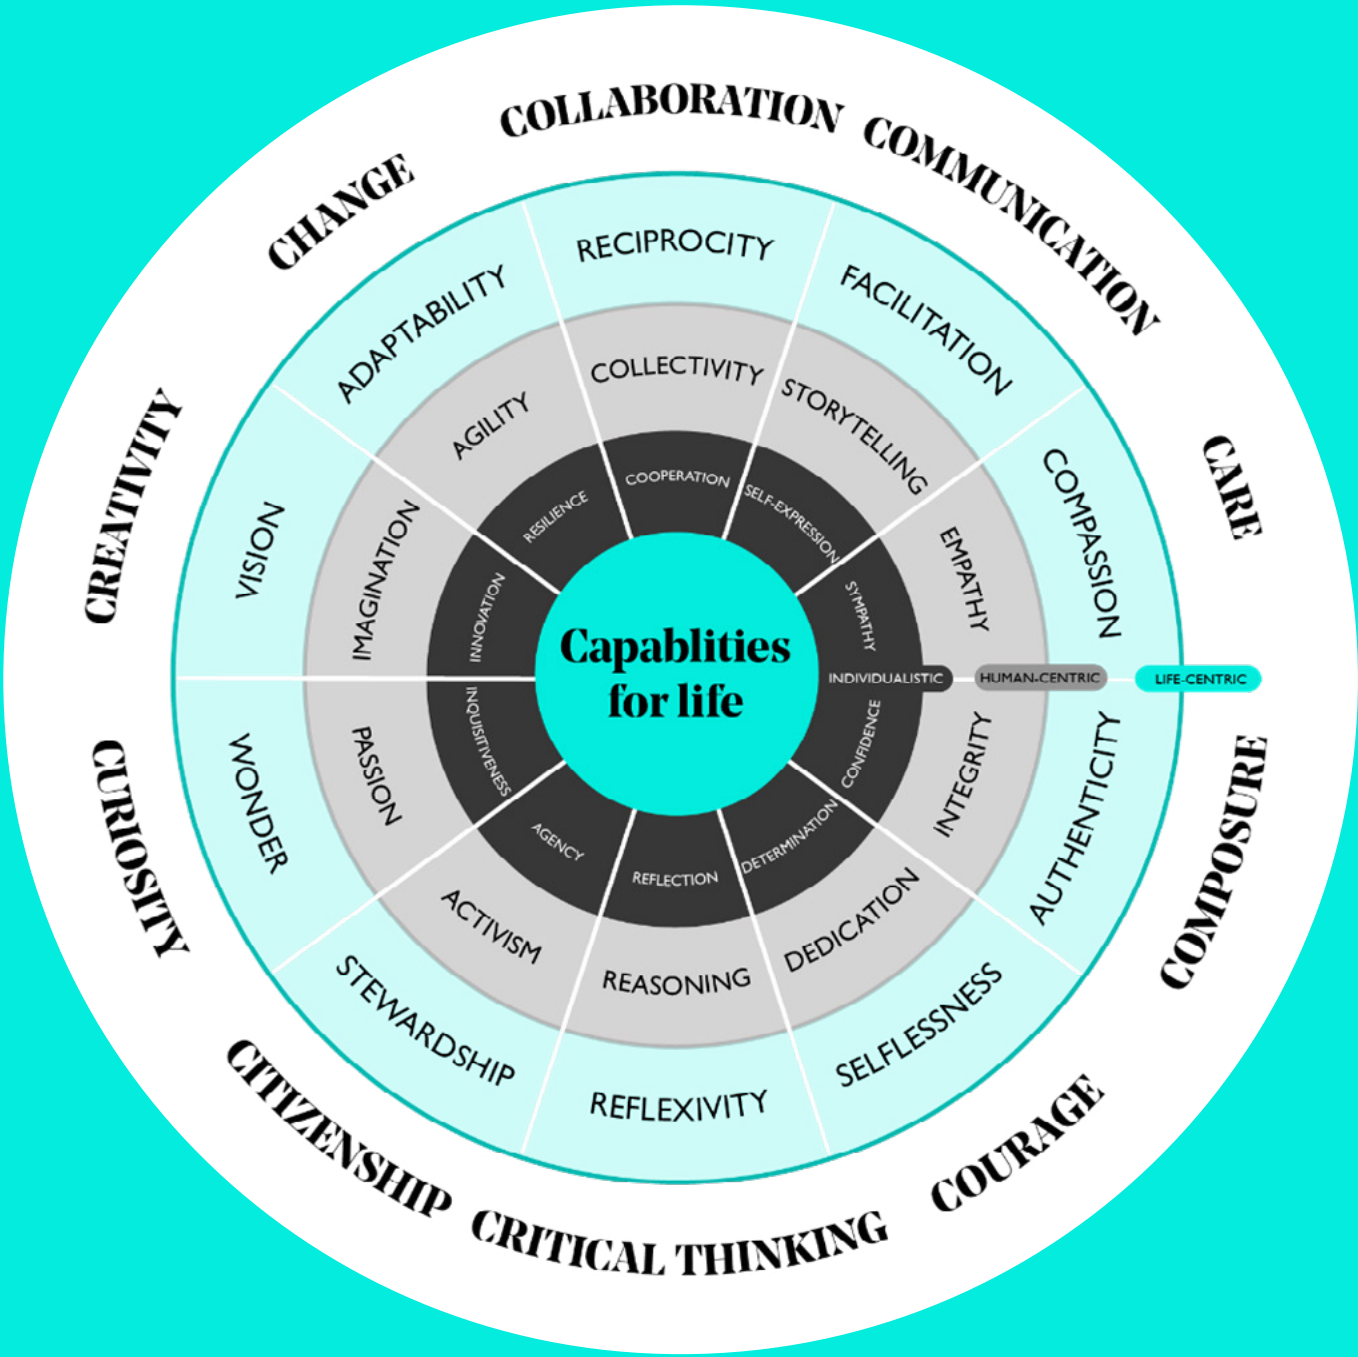 COLLABORATION
COMMUNICATION
CARE
COMPOSURE
COURAGE
CRITICAL THINKING
CITIZENSHIP
CURIOSITY
CREATIVITY
CHANGE
RECIPROCITY
FACILITATION
COMPASSION
AUTHENTICITY
SELFLESSNESS
REFLEXIVITY
STEWARDSHIP
WONDER
VISION
ADAPTABILITY
COLLECTIVITY
STORYTELLING
EMPATHY
INTEGRITY
DEDICATION
REASONING
ACTIVISM
PASSION
IMAGINATION
AGILITY
COOPERATION
SELF-EXPRESSION
SYMPATHY
CONFIDENCE
DETERMINATION
REFLECTION
AGENCY
INQUISITIVENESS
INNOVATION
RESILIENCE
Capablities
for life
INDIVIDUALISTIC
HUMAN-CENTRIC
LIFE-CENTRIC